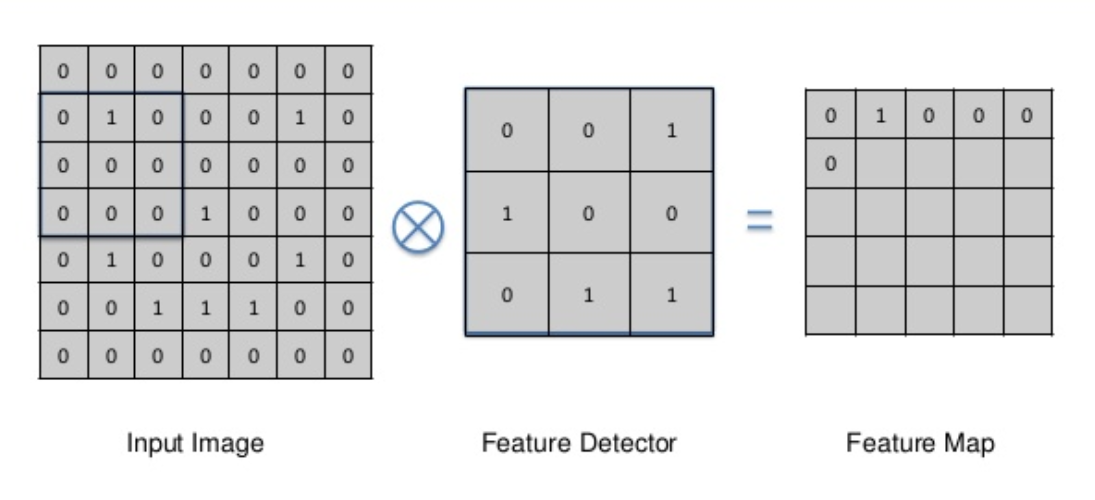 0 0 0 0 0 0 0
0 1 0 0 0 1 0
0 0 0 0 0 0 0
0 0 0 1 0 0 0
0 1 0 0 0 1 0
0 0 1 1 1 0 0
0 0 0 0 0 0 0
Input Image
0 0 1
1 0 0
0 1 1
Feature Detector
=
0 1 0 0 0
0
Feature Map